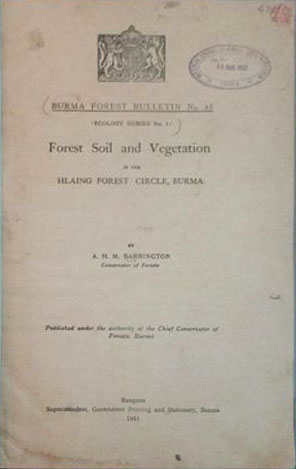 BURMA FOREST BULLETIN No. 25
(ECOLOGY SERIES No. 1)
Forest Soil and Vegetation
IN THE
HLAING FOREST CIRCLE, BURMA
BY
A. H. M. BARRINGTON
Conservator of Forests
Published under the authority of the Chief Conservator of
Forests, Burma
Rangoon
Superintendent, Government Printing and Stationery, Burma
1931